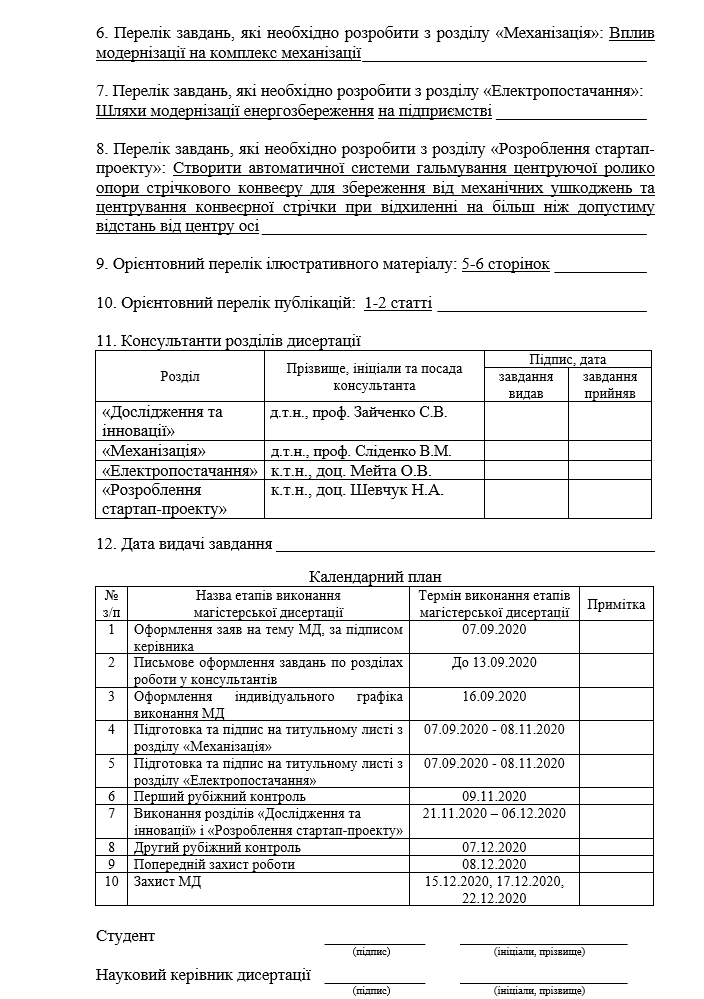 6. Перелік завдань, які необхідно розробити з розділу «Механізація»: Вплив
модернізації на комплекс механізації
7. Перелік завдань, які необхідно розробити з розділу «Електропостачання»:
Шляхи модернізації енергозбереження на підприємстві
8. Перелік завдань, які необхідно розробити з розділу «Розроблення стартап-
проекту»: Створити автоматичної системи гальмування центруючої ролико
опори стрічкового конвеєру для збереження від механічних ушкоджень та
центрування конвеєрної стрічки при відхиленні на більш ніж допустиму
відстань від центру осі
9. Орієнтовний перелік ілюстративного матеріалу: 5-6 сторінок
10. Орієнтовний перелік публікацій: 1-2 статті
11. Консультанти розділів дисертації
Розділ
Прізвище, ініціали та посада
консультанта
Підпис, дата
завдання
видав
завдання
прийняв
«Дослідження та
інновації»
д.т.н., проф. Зайченко С.В.
«Механізація»
д.т.н., проф. Сліденко В.М.
«Електропостачання»
к.т.н., доц. Мейта О.В.
«Розроблення
стартап-проекту»
к.т.н., доц. Шевчук Н.А.
12. Дата видачі завдання
Календарний план
№
з/п
Назва етапів виконання
магістерської дисертації
Термін виконання етапів
магістерської дисертації
Примітка
1
Оформлення заяв на тему МД, за підписом
керівника
07.09.2020
2
Письмове оформлення завдань по розділах
роботи у консультантів
До 13.09.2020
3
Оформлення індивідуального графіка
виконання МД
16.09.2020
4
Підготовка та підпис на титульному листі з
розділу «Механізація»
07.09.2020 - 08.11.2020
5
Підготовка та підпис на титульному листі з
розділу «Електропостачання»
07.09.2020 - 08.11.2020
6
Перший рубіжний контроль
09.11.2020
7
Виконання розділів «Дослідження та
інновації» і «Розроблення стартап-проекту»
21.11.2020 – 06.12.2020
8
Другий рубіжний контроль
07.12.2020
9
Попередній захист роботи
08.12.2020
10
Захист МД
15.12.2020, 17.12.2020,
22.12.2020
Студент
(підпис)
(ініціали, прізвище)
Науковий керівник дисертації
(підпис)
(ініціали, прізвище)